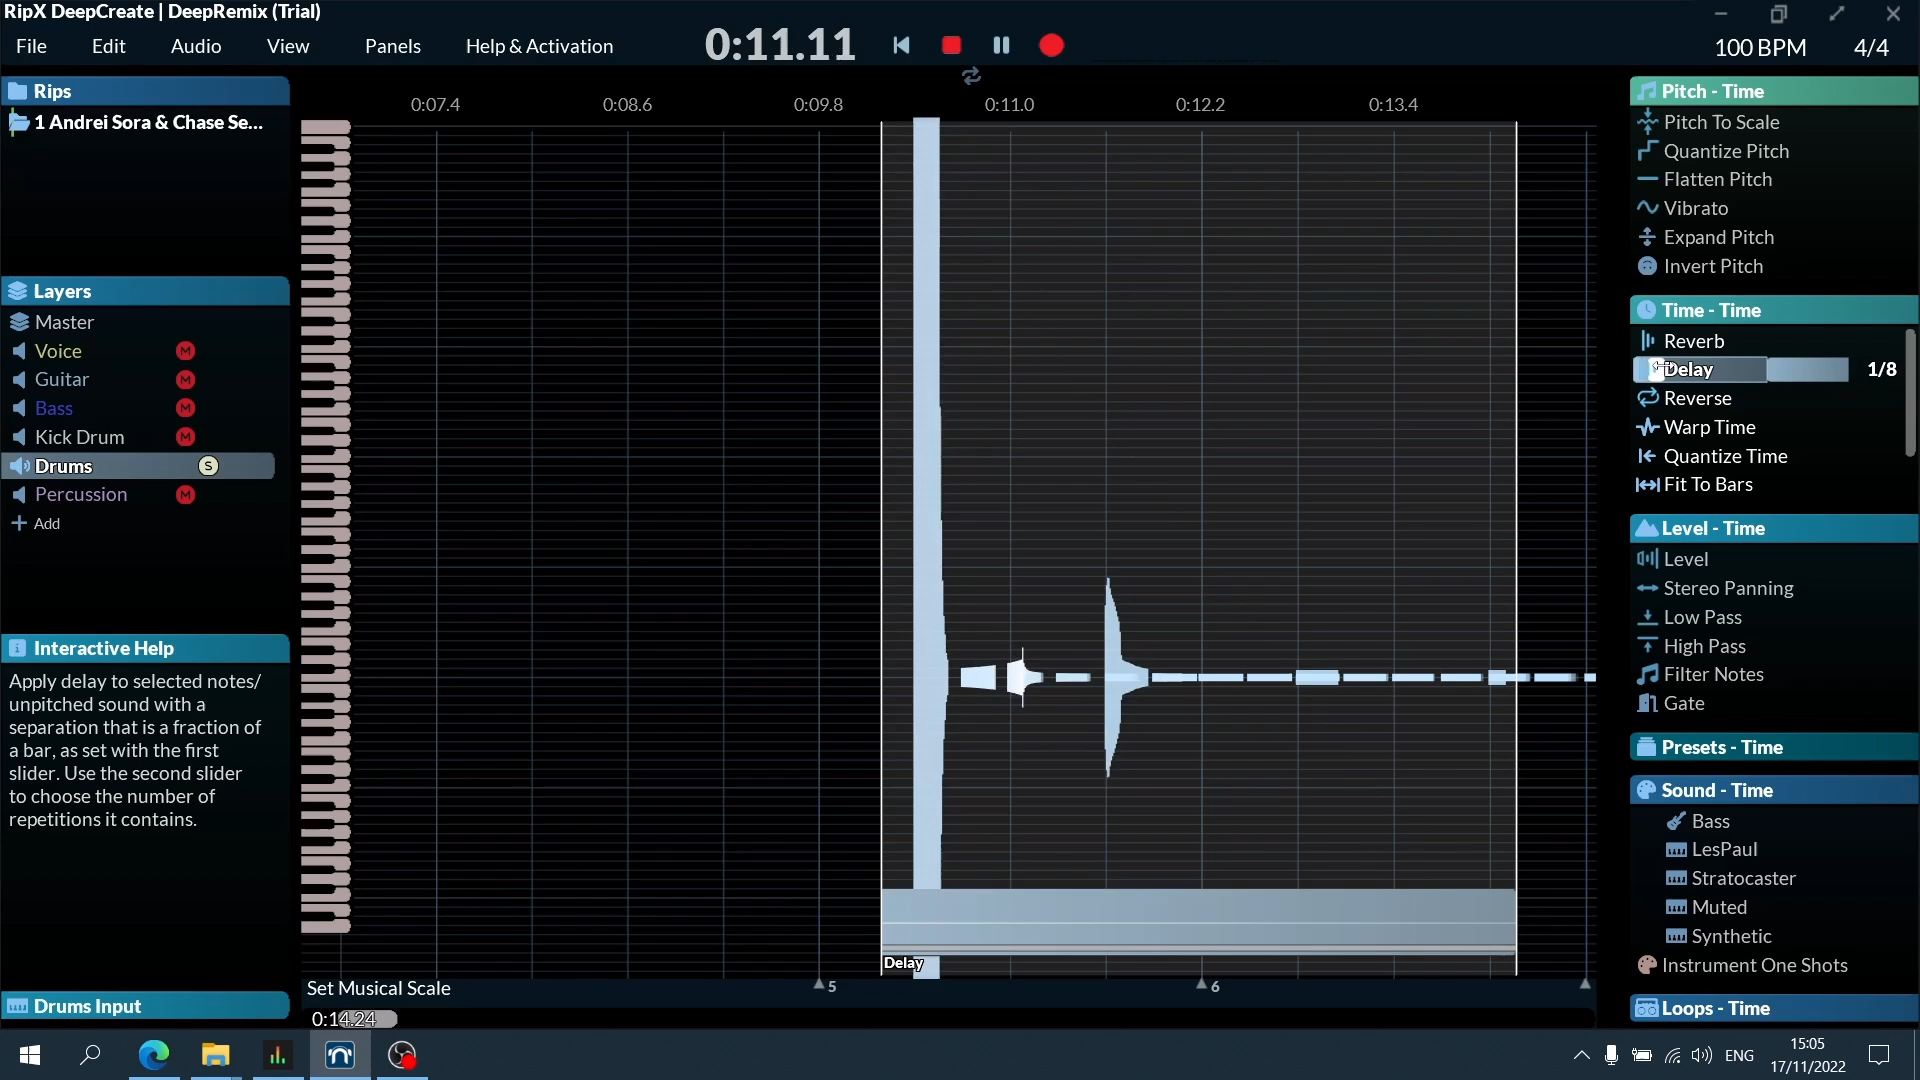 RipX DeepCreate | DeepRemix (Trial)
File Edit Audio View Panels Help & Activation
0:11.11
100 BPM 4/4
Rips
1 Andrei Sora & Chase Se...
0:07.4 0:08.6 0:09.8 0:11.0 0:12.2 0:13.4
Layers
Master
Voice M
Guitar M
Bass M
Kick Drum M
Drums S
Percussion M
+ Add
Interactive Help
Apply delay to selected notes/
unpitched sound with a
separation that is a fraction of
a bar, as set with the first
slider. Use the second slider
to choose the number of
repetitions it contains.
Drums Input
Delay
Set Musical Scale
5 6
0:14.24
Pitch - Time
Pitch To Scale
Quantize Pitch
Flatten Pitch
Vibrato
Expand Pitch
Invert Pitch
Time - Time
Reverb
Delay 1/8
Reverse
Warp Time
Quantize Time
Fit To Bars
Level - Time
Level
Stereo Panning
Low Pass
High Pass
Filter Notes
Gate
Presets - Time
Sound - Time
Bass
LesPaul
Stratocaster
Muted
Synthetic
Instrument One Shots
Loops - Time
ENG
15:05
17/11/2022